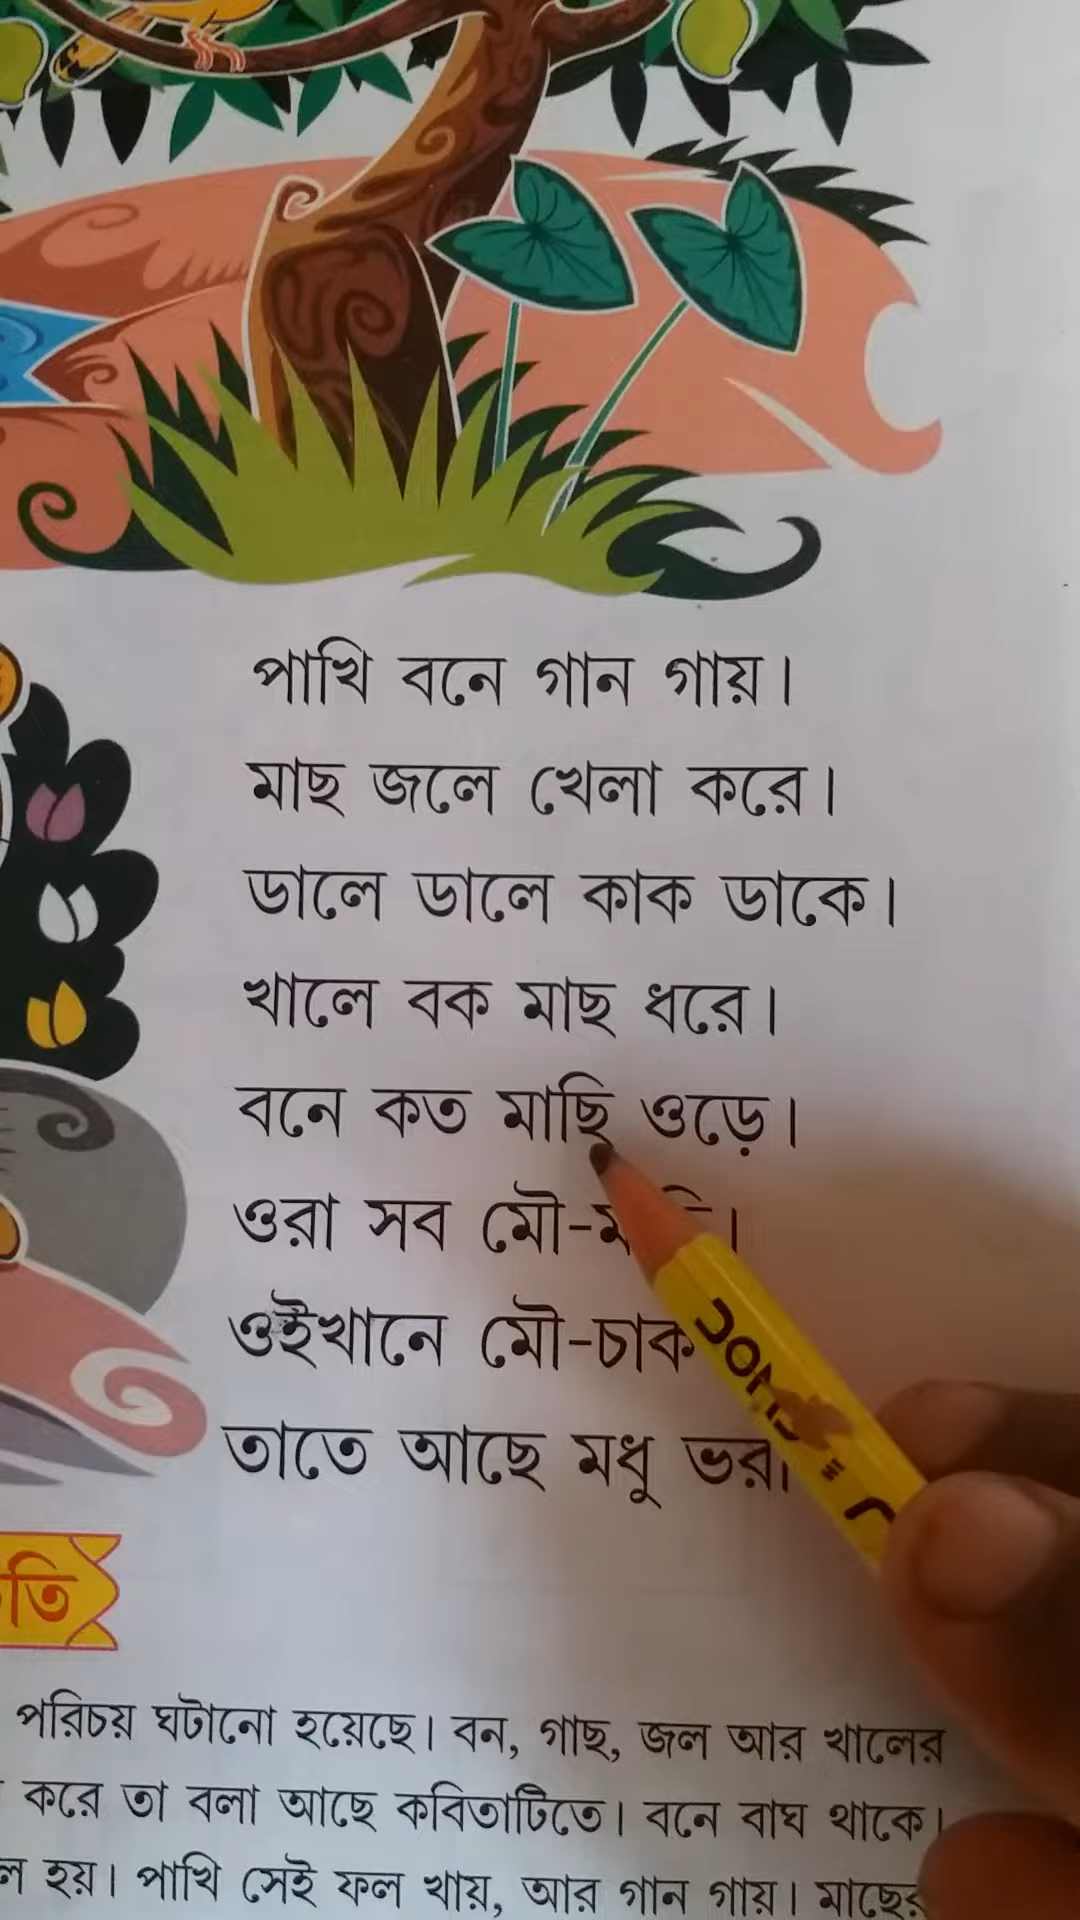 পাখি বনে গান গায়।
মাছ জলে খেলা করে।
ডালে ডালে কাক ডাকে।
খালে বক মাছ ধরে।
বনে কত মাছি ওড়ে।
ওরা সব মৌ-
ওইখানে মৌ-চাক
তাতে আছে মধু ভরা
তি
পরিচয় ঘটানো হয়েছে। বন, গাছ, জল আর খালের
করে তা বলা আছে কবিতাটিতে। বনে বাঘ থাকে।
ল হয়। পাখি সেই ফল খায়, আর গান গায়। মাছের